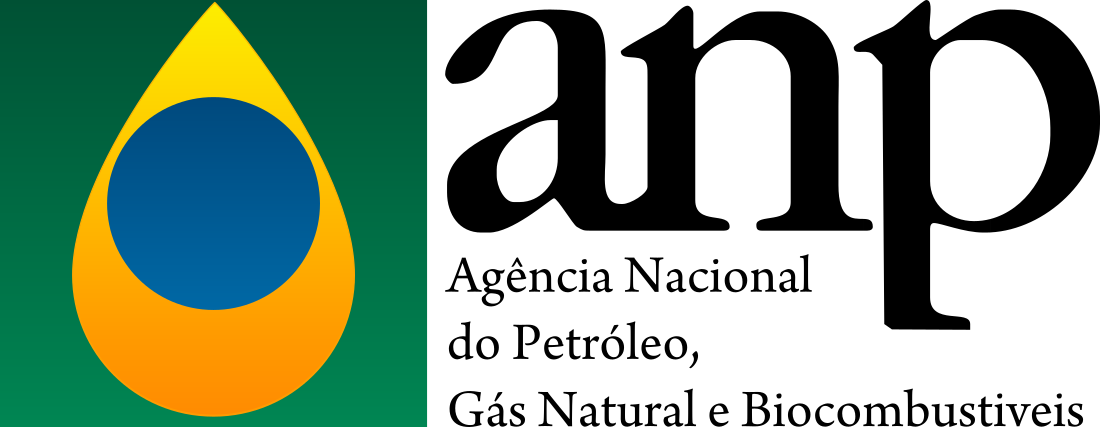 anp
Agência Nacional
do Petróleo,
Gás Natural e Biocombustiveis